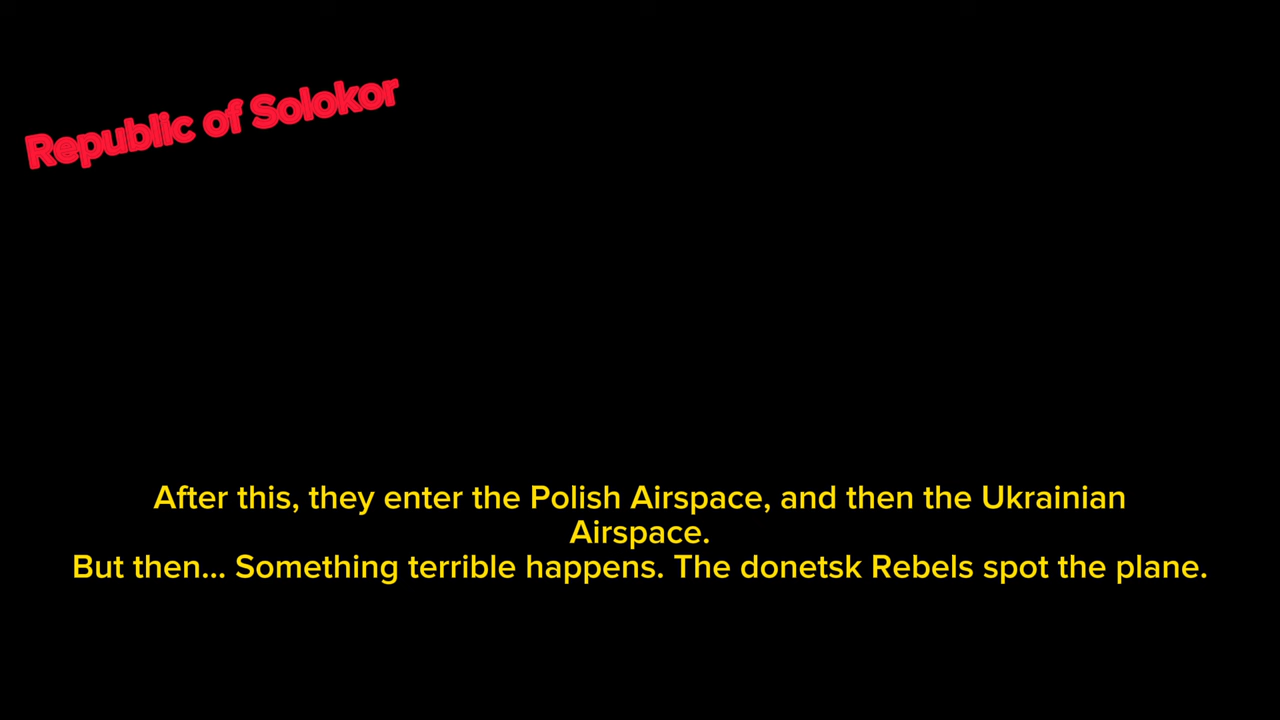 Republic of Solokor
After this, they enter the Polish Airspace, and then the Ukrainian
Airspace.
But then... Something terrible happens. The donetsk Rebels spot the plane.